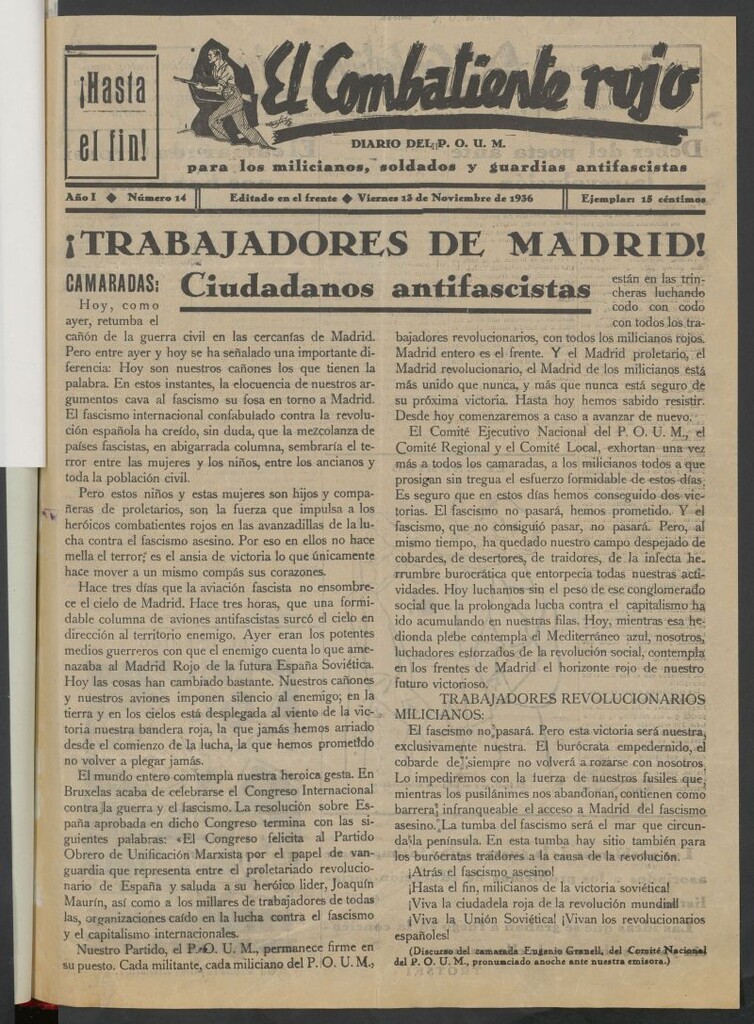 ¡Hasta
el fin!
El Combatiente rojo
DIARIO DEL P. O. U. M.
para los milicianos, soldados y guardias antifascistas
Año I ◆ Número 14
Editado en el frente ◆ Viernes 13 de Noviembre de 1936
Ejemplar: 15 céntimos
¡TRABAJADORES DE MADRID!
Ciudadanos antifascistas
CAMARADAS:
Hoy, como
ayer, retumba el
cañón de la guerra civil en las cercanías de Madrid.
Pero entre ayer y hoy se ha señalado una importante di-
ferencia: Hoy son nuestros cañones los que tienen la
palabra. En estos instantes, la elocuencia de nuestros ar-
gumentos cava al fascismo su fosa en torno a Madrid.
El fascismo internacional confabulado contra la revolu-
ción española ha creído, sin duda, que la mezcolanza de
países fascistas, en abigarrada columna, sembraría el te-
rror entre las mujeres y los niños, entre los ancianos y
toda la población civil.
Pero estos niños y estas mujeres son hijos y compa-
ñeras de proletarios, son la fuerza que impulsa a los
heróicos combatientes rojos en las avanzadillas de la lu-
cha contra el fascismo asesino. Por eso en ellos no hace
mella el terror; es el ansia de victoria lo que únicamente
hace mover a un mismo compás sus corazones.
Hace tres días que la aviación fascista no ensombre-
ce el cielo de Madrid. Hace tres horas, que una formi-
dable columna de aviones antifascistas surcó el cielo en
dirección al territorio enemigo. Ayer eran los potentes
medios guerreros con que el enemigo cuenta lo que ame-
nazaba al Madrid Rojo de la futura España Soviética.
Hoy las cosas han cambiado bastante. Nuestros cañones
y nuestros aviones imponen silencio al enemigo; en la
tierra y en los cielos está desplegada al viento de la vic-
toria nuestra bandera roja, la que jamás hemos arriado
desde el comienzo de la lucha, la que hemos prometido
no volver a plegar jamás.
El mundo entero comtempla nuestra heroica gesta. En
Bruxelas acaba de celebrarse el Congreso Internacional
contra la guerra y el fascismo. La resolución sobre Es-
paña aprobada en dicho Congreso termina con las si-
guientes palabras: «El Congreso felicita al Partido
Obrero de Unificación Marxista por el papel de van-
guardia que representa entre el proletariado revolucio-
nario de España y saluda a su heróico lider, Joaquín
Maurín, así como a los millares de trabajadores de todas
las, organizaciones caído en la lucha contra el fascismo
y el capitalismo internacionales.
Nuestro Partido, el P. O. U. M., permanece firme en
su puesto. Cada militante, cada miliciano del P. O. U. M.,
están en las trin-
cheras luchando
codo con codo
con todos los tra-
bajadores revolucionarios, con todos los milicianos rojos.
Madrid entero es el frente. Y el Madrid proletario, el
Madrid revolucionario, el Madrid de los milicianos está
más unido que nunca, y más que nunca está seguro de
su próxima victoria. Hasta hoy hemos sabido resistir.
Desde hoy comenzaremos a caso a avanzar de nuevo.
El Comité Ejecutivo Nacional del P. O. U. M., el
Comité Regional y el Comité Local, exhortan una vez
más a todos los camaradas, a los milicianos todos a que
prosigan sin tregua el esfuerzo formidable de estos días.
Es seguro que en estos días hemos conseguido dos vic-
torias. El fascismo no pasará, hemos prometido. Y el
fascismo, que no consiguió pasar, no pasará. Pero, al
mismo tiempo, ha quedado nuestro campo despejado de
cobardes, de desertores, de traidores, de la infecta he-
rrumbre burocrática que entorpecia todas nuestras acti-
vidades. Hoy luchamos sin el peso de ese conglomerado
social que la prolongada lucha contra el capitalismo ha
ido acumulando en nuestras filas. Hoy, mientras esa he-
dionda plebe contempla el Mediterráneo azul, nosotros,
luchadores esforzados de la revolución social, contempla
en los frentes de Madrid el horizonte rojo de nuestro
futuro victorioso.
TRABAJADORES REVOLUCIONARIOS
MILICIANOS:
El fascismo no pasará. Pero esta victoria será nuestra,
exclusivamente nuestra. El burócrata empedernido, el
cobarde de siempre no volverá a rozarse con nosotros.
Lo impediremos con la fuerza de nuestros fusiles que,
mientras los pusilánimes nos abandonan, contienen como
barrera infranqueable el acceso a Madrid del fascismo
asesino. La tumba del fascismo será el mar que circun-
da la península. En esta tumba hay sitio también para
los burócratas traidores a la causa de la revolución.
¡Atrás el fascismo asesino!
¡Hasta el fin, milicianos de la victoria soviética!
¡Viva la ciudadela roja de la revolución mundial!
¡Viva la Unión Soviética! ¡Vivan los revolucionarios
españoles!
(Discurso del camarada Eugenio Granell, del Comité Nacional
del P. O. U. M., pronunciado anoche ante nuestra emisora.)